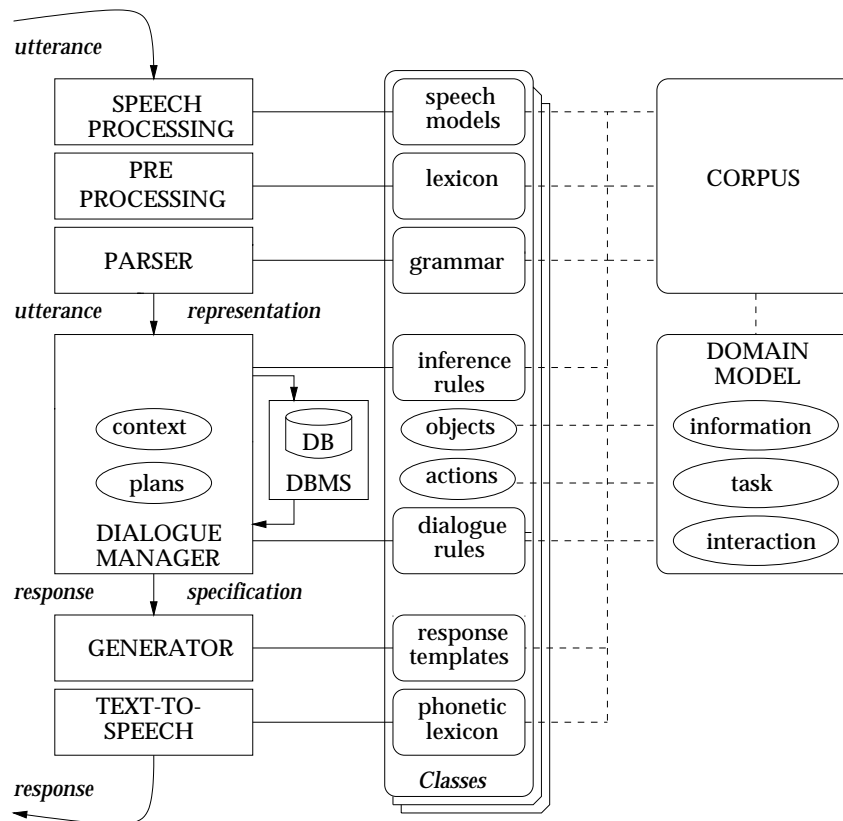 utterance
SPEECH
PROCESSING
speech
models
PRE
PROCESSING
lexicon
CORPUS
PARSER
grammar
utterance representation
inference
rules
DOMAIN
MODEL
context
DB
objects
information
plans
DBMS
actions
task
DIALOGUE
MANAGER
dialogue
rules
interaction
response specification
GENERATOR
response
templates
TEXT-TO-
SPEECH
phonetic
lexicon
response
Classes